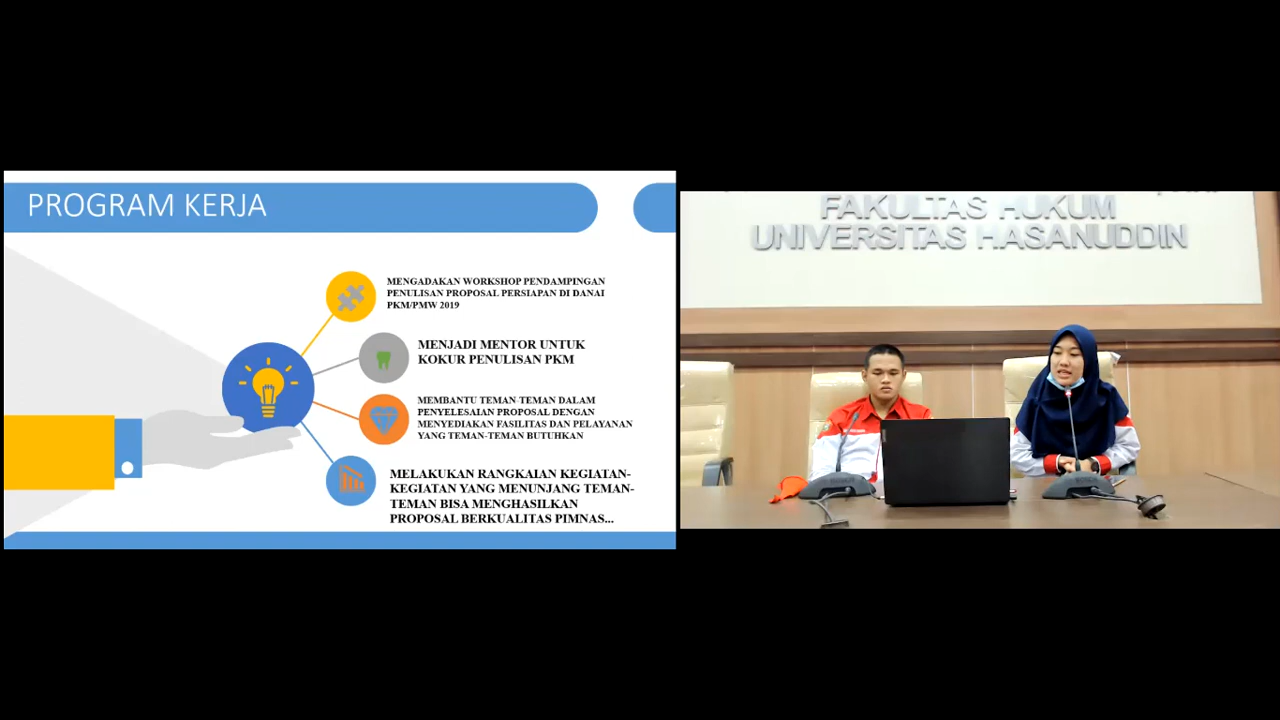 PROGRAM KERJA
MENGADAKAN WORKSHOP PENDAMPINGAN
PENULISAN PROPOSAL PERSIAPAN DI DANAI
PKM/PMW 2019
MENJADI MENTOR UNTUK
KOKUR PENULISAN PKM
MEMBANTU TEMAN-TEMAN DALAM
PENYELESAIAN PROPOSAL DENGAN
MENYEDIAKAN FASILITAS DAN PELAYANAN
YANG TEMAN-TEMAN BUTUHKAN
MELAKUKAN RANGKAIAN KEGIATAN-
KEGIATAN YANG MENUNJANG TEMAN-
TEMAN BISA MENGHASILKAN
PROPOSAL BERKUALITAS PIMNAS...
FAKULTAS HUKUM
UNIVERSITAS HASANUDDIN